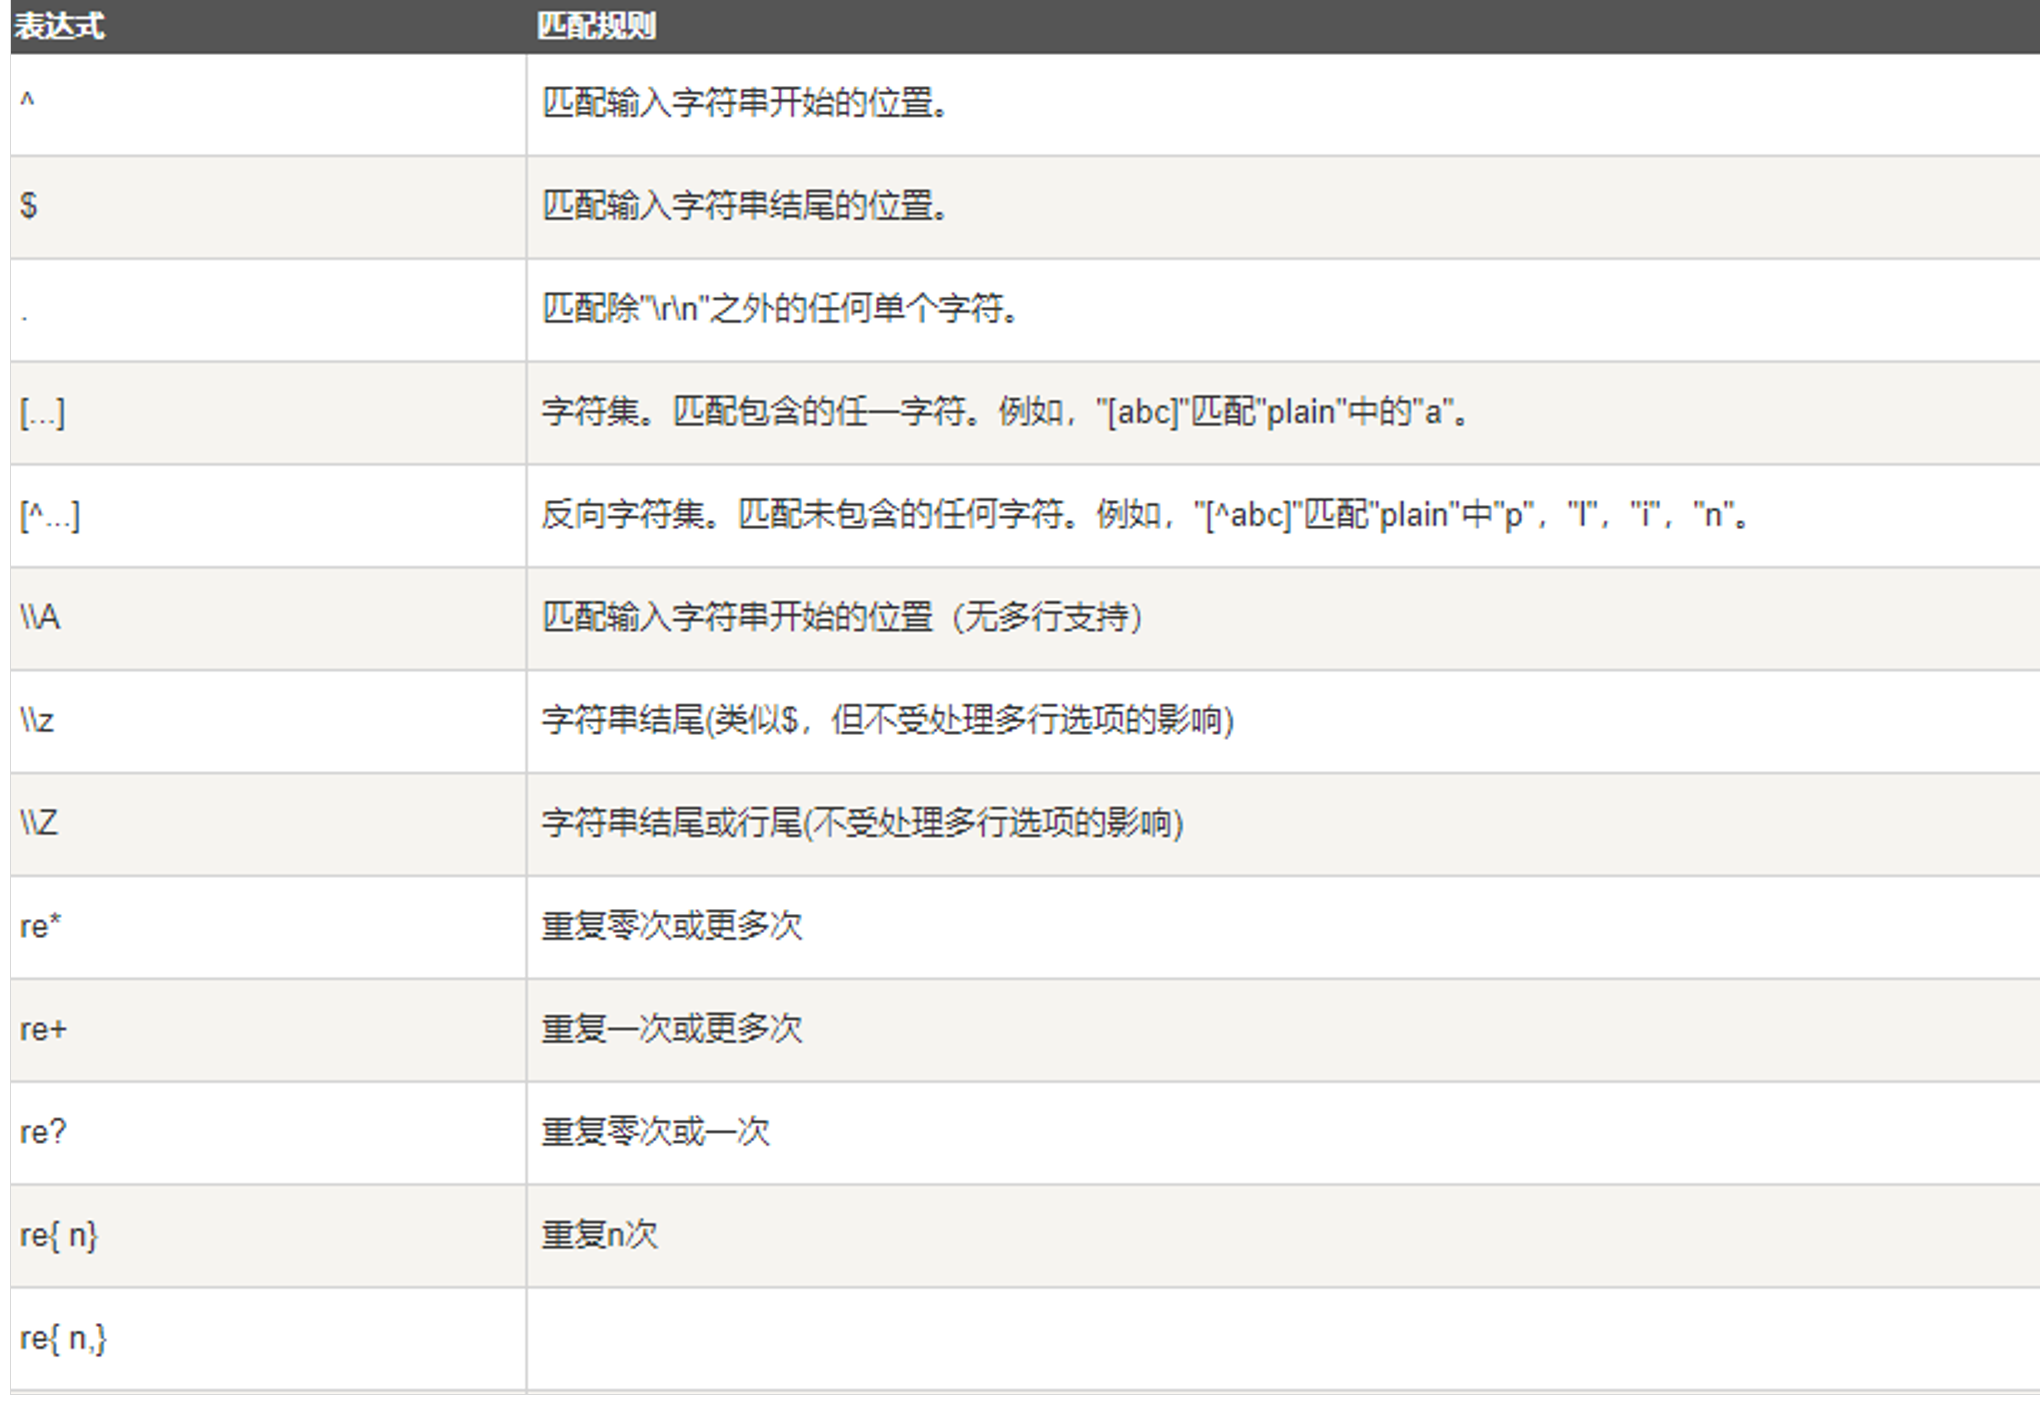 表达式 匹配规则
^ 匹配输入字符串开始的位置。
$ 匹配输入字符串结尾的位置。
. 匹配除"\r\n"之外的任何单个字符。
[...] 字符集。匹配包含的任一字符。例如，"[abc]"匹配"plain"中的"a"。
[^...] 反向字符集。匹配未包含的任何字符。例如，"[^abc]"匹配"plain"中"p"，"l"，"i"，"n"。
\\A 匹配输入字符串开始的位置（无多行支持）
\\z 字符串结尾(类似$，但不受处理多行选项的影响)
\\Z 字符串结尾或行尾(不受处理多行选项的影响)
re* 重复零次或更多次
re+ 重复一次或更多次
re? 重复零次或一次
re{ n} 重复n次
re{ n,}